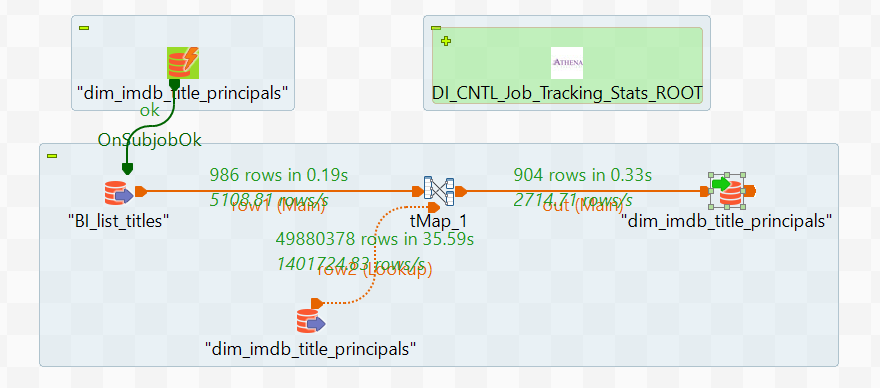 "dim_imdb_title_principals"
ATHENA
DI_CNTL_Job_Tracking_Stats_ROOT
ok
OnSubjobOk
986 rows in 0.19s
5108.81 rows/s
row1 (Main)
904 rows in 0.33s
2714.71 rows/s
out (Main)
"BI_list_titles"
tMap_1
"dim_imdb_title_principals"
49880378 rows in 35.59s
1401724.83 rows/s
row2 (Lookup)
"dim_imdb_title_principals"